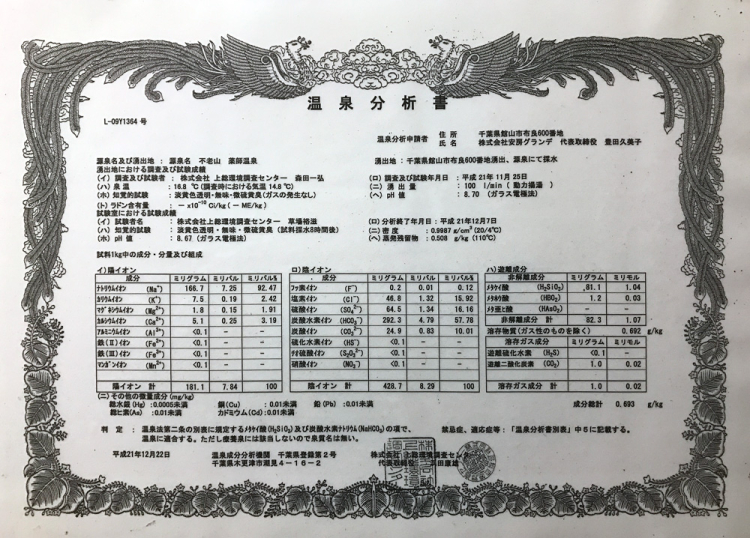 温泉分析書
L-09Y1364 号
温泉分析申請者 住所 千葉県館山市布良600番地
氏名 株式会社安房グランデ 代表取締役 豊田久美子
源泉名及び湧出地 : 源泉名 不老山 薬師温泉 湧出地 : 千葉県館山市布良600番地湧出、源泉にて採水
湧出地における調査及び試験成績
(イ) 調査及び試験者 : 株式会社 上総環境調査センター 森田一弘 (ロ) 調査及び試験年月日 : 平成 21年11月25日
(ハ) 泉温 : 16.8 ℃ (調査時における気温 14.8℃) (ニ) 湧出量 : 100 l/min (動力揚湯)
(ホ) 知覚的試験 : 淡黄色透明・無味・微硫黄臭(ガスの発生なし) (ヘ) pH値 : 8.70 (ガラス電極法)
(ト) ラドン含有量 : － x10⁻¹⁰ Ci/kg (－ ME/kg)
試験室における試験成績
(イ) 試験者名 : 株式会社 上総環境調査センター 草場裕滋 (ロ) 分析終了年月日 : 平成 21年12月7日
(ハ) 知覚的試験 : 淡黄色透明・無味・微硫黄臭 (試料採水8時間後) (ニ) 密度 : 0.9987 g/cm³ (20/4℃)
(ホ) pH値 : 8.67 (ガラス電極法) (ヘ) 蒸発残留物 : 0.508 g/kg (110℃)
試料1kg中の成分・分量及び組成
イ) 陽イオン
成分 ミリグラム ミリバル ミリバル%
ナトリウムイオン (Na⁺) 166.7 7.25 92.47
カリウムイオン (K⁺) 7.5 0.19 2.42
マグネシウムイオン (Mg²⁺) 1.8 0.15 1.91
カルシウムイオン (Ca²⁺) 5.1 0.25 3.19
アルミニウムイオン (Al³⁺) <0.1 － －
鉄(Ⅱ)イオン (Fe²⁺) <0.1 － －
鉄(Ⅲ)イオン (Fe³⁺) <0.1 － －
マンガンイオン (Mn²⁺) <0.1 － －
陽イオン 計 181.1 7.84 100
ロ) 陰イオン
成分 ミリグラム ミリバル ミリバル%
フッ素イオン (F⁻) 0.2 0.01 0.12
塩素イオン (Cl⁻) 46.8 1.32 15.92
硫酸イオン (SO₄²⁻) 64.5 1.34 16.16
炭酸水素イオン (HCO₃⁻) 292.3 4.79 57.78
炭酸イオン (CO₃²⁻) 24.9 0.83 10.01
硫化水素イオン (HS⁻) <0.1 － －
チオ硫酸イオン (S₂O₃²⁻) <0.1 － －
硝酸イオン (NO₃⁻) <0.1 － －
陰イオン 計 428.7 8.29 100
ハ) 遊離成分
非解離成分 ミリグラム ミリモル
メタケイ酸 (H₂SiO₃) 81.1 1.04
メタホウ酸 (HBO₂) 1.2 0.03
メタ亜ヒ酸 (HAsO₂) － －
非解離成分 計 82.3 1.07
溶存物質(ガス性のものを除く) 0.692 g/kg
溶存ガス成分 ミリグラム ミリモル
遊離硫化水素 (H₂S) <0.1 －
遊離二酸化炭素 (CO₂) 1.0 0.02
溶存ガス成分 計 1.0 0.02
(ニ) その他の微量成分 (mg/kg)
総水銀 (Hg) :0.0005未満 銅 (Cu) :0.01未満 鉛 (Pb) :0.01未満 成分総計 0.693 g/kg
総ヒ素(As) :0.01未満 カドミウム(Cd) :0.01未満
判定 : 温泉法第二条の別表に規定するメタケイ酸(H₂SiO₃)及び炭酸水素ナトリウム(NaHCO₃)の項で、 禁忌症、適応症等 : 「温泉分析書別表」中5に記載する。
温泉に適合する。ただし療養泉には該当しないので泉質名は無い。
平成21年12月22日 温泉成分分析機関 千葉県登録第2号 株式会社 上総環境調査センター
千葉県木更津市潮見4-16-2 代表取締役